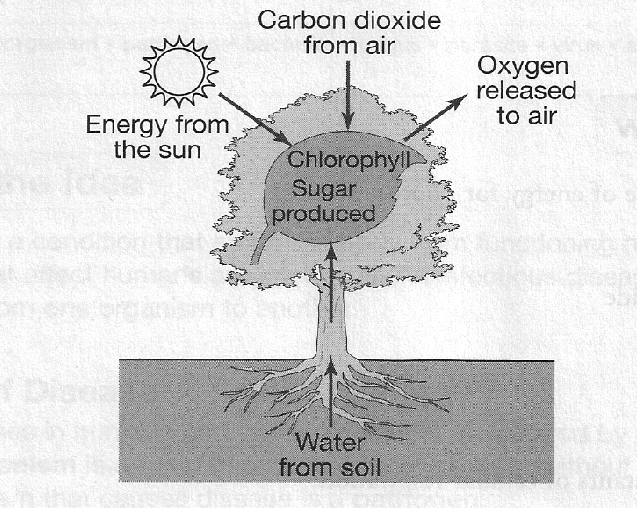 Carbon dioxide
from air
Oxygen
released
to air
Energy from
the sun
Chlorophyll
Sugar
produced
Water
from soil